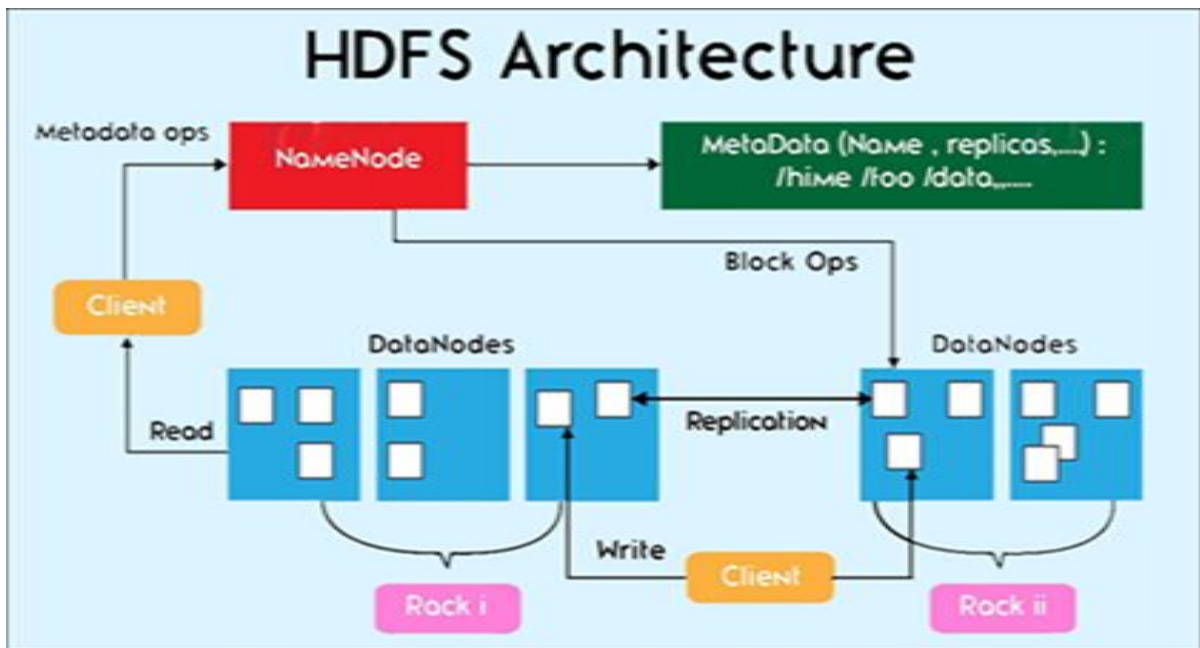 HDFS Architecture
Metadata ops
NameNode
MetaData (Name , replicas,....) :
/hime /foo /data,,.....
Block Ops
Client
DataNodes
DataNodes
Read
Replication
Write
Client
Rack i
Rack ii